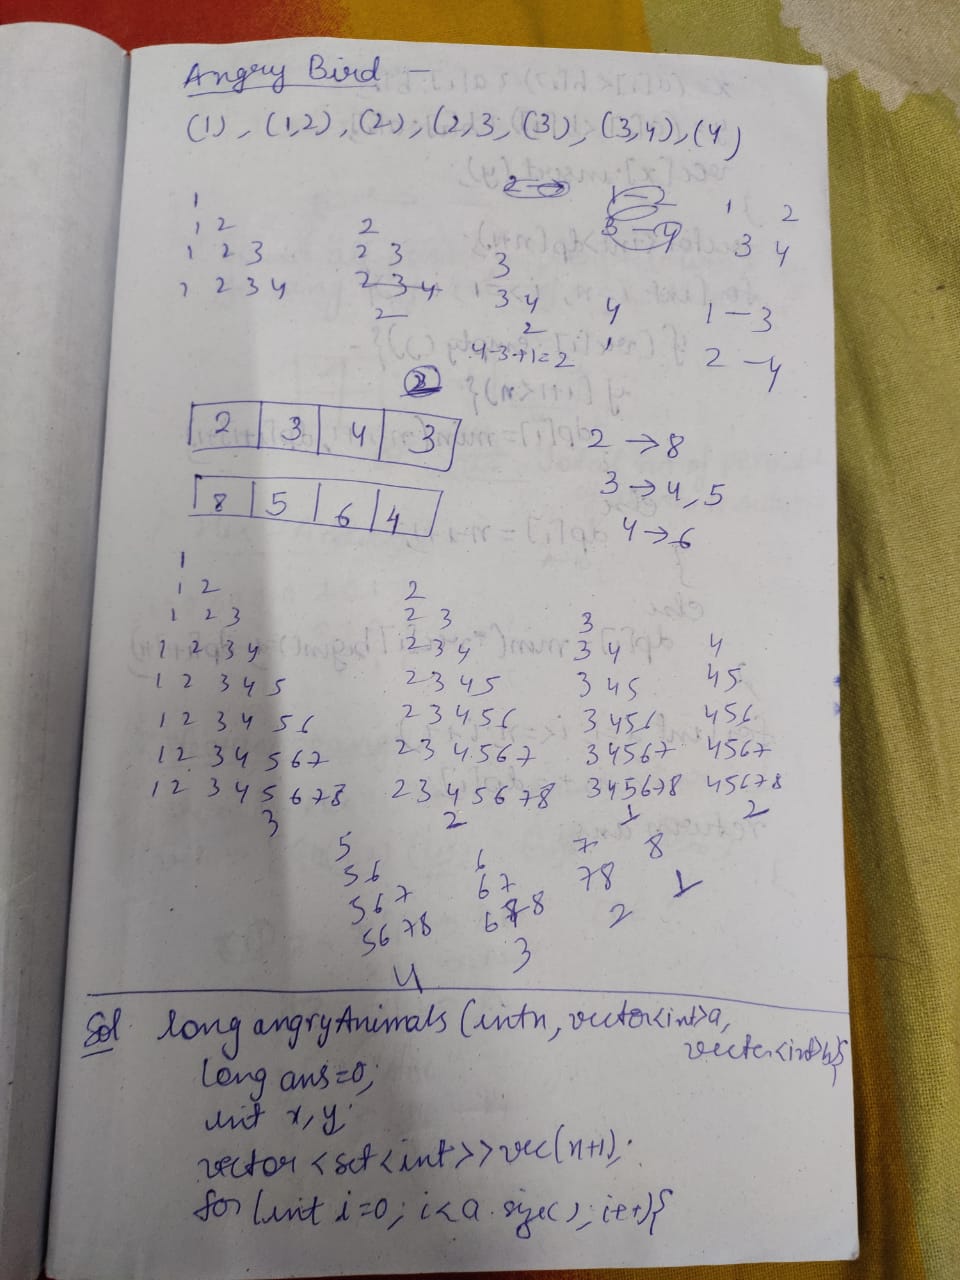 Angry Bird -
(1), (1,2), (2), (2,3, (3), (3,4), (4)
1
1 2
1 2 3
1 2 3 4
2
2 3
2 3 4
2
3
3 4
2
4-3+1=2
4
1
2 →
1 - 2
3 - 4
1 2
3 4
1 - 3
2 - 4
2 3 4 3
8 5 6 4
2 → 8
3 → 4, 5
4 → 6
1
1 2
1 2 3
1 2 3 4
1 2 3 4 5
1 2 3 4 5 6
1 2 3 4 5 6 7
1 2 3 4 5 6 7 8
3
2
2 3
2 3 4
2 3 4 5
2 3 4 5 6
2 3 4 5 6 7
2 3 4 5 6 7 8
2
3
3 4
3 4 5
3 4 5 6
3 4 5 6 7
3 4 5 6 7 8
1
4
4 5
4 5 6
4 5 6 7
4 5 6 7 8
2
5
5 6
5 6 7
5 6 7 8
4
6
6 7
6 7 8
3
7
7 8
2
8
1
Sol long angryAnimals (int n, vector<int>a,
vector<int>b){
long ans=0;
int x, y;
vector <set<int>> vec(n+1);
for (int i=0; i<a.size(); i++){